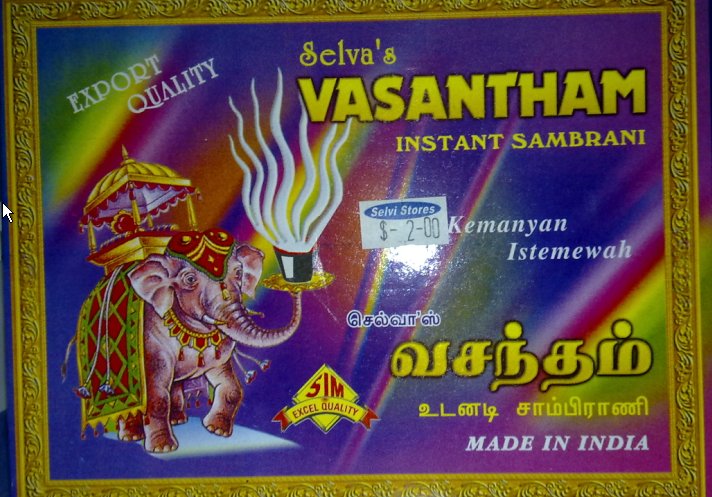 EXPORT
QUALITY
Selva's
VASANTHAM
INSTANT SAMBRANI
Selvi Stores
$- 2-00
Kemanyan
Istemewah
செல்வா'ஸ்
வசந்தம்
உடனடி சாம்பிராணி
SIM
EXCEL QUALITY
MADE IN INDIA